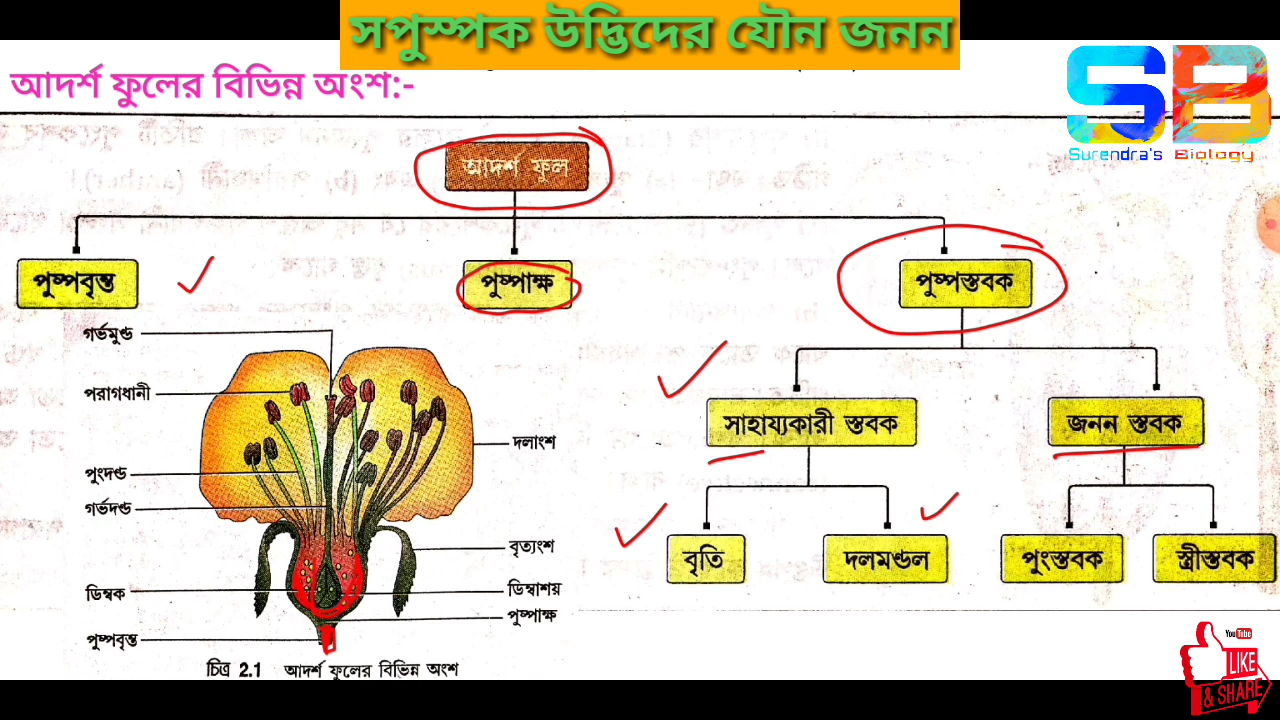 সপুস্পক উদ্ভিদের যৌন জনন
আদর্শ ফুলের বিভিন্ন অংশ:-
SB
Surendra's Biology
আদর্শ ফুল
পুষ্পবৃন্ত
পুষ্পাক্ষ
পুষ্পস্তবক
গর্ভমুণ্ড
পরাগধানী
পুংদণ্ড
গর্ভদণ্ড
ডিম্বক
পুষ্পবৃন্ত
দলাংশ
বৃত্যংশ
ডিম্বাশয়
পুষ্পাক্ষ
চিত্র 2.1 আদর্শ ফুলের বিভিন্ন অংশ
সাহায্যকারী স্তবক
জনন স্তবক
বৃতি
দলমণ্ডল
পুংস্তবক
স্ত্রীস্তবক
YouTube
LIKE
& SHARE